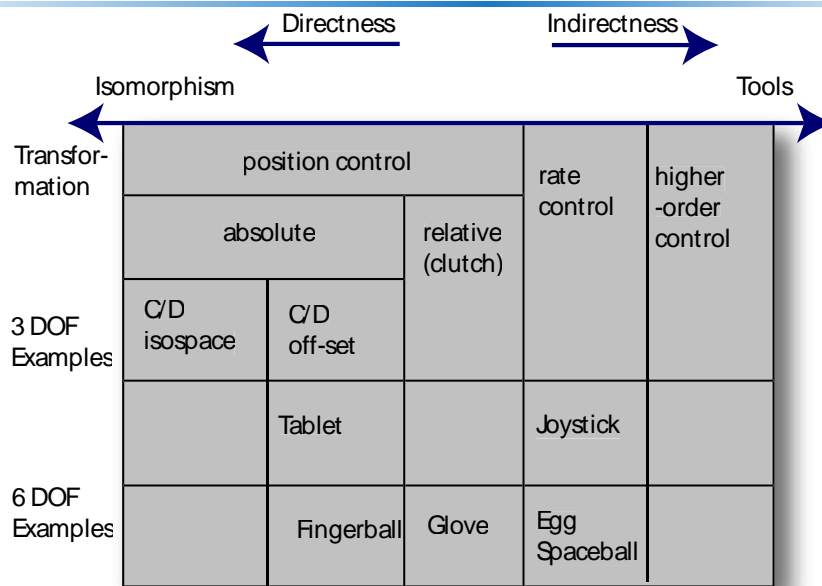 Directness
Indirectness
Isomorphism
Tools
Transfor-
mation
position control
rate
control
higher
-order
control
absolute
relative
(clutch)
C/D
isospace
C/D
off-set
3 DOF
Examples
Tablet
Joystick
6 DOF
Examples
Fingerball
Glove
Egg
Spaceball